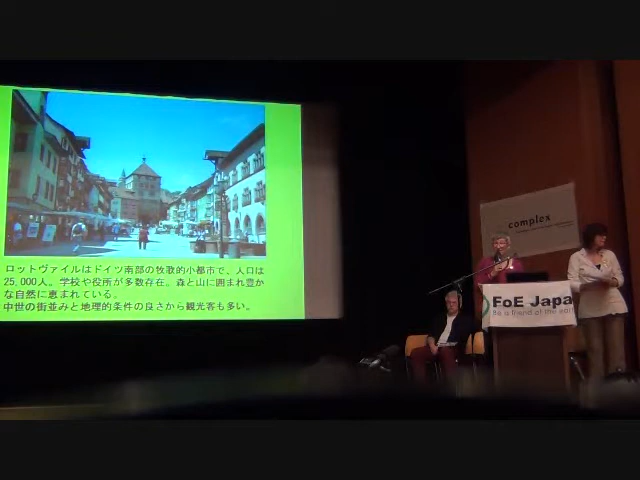 ロットヴァイルはドイツ南部の牧歌的小都市で、人口は
25,000人。学校や役所が多数存在。森と山に囲まれ豊か
な自然に恵まれている。
中世の街並みと地理的条件の良さから観光客も多い。
complex
FoE Japa
Be a friend of the eart